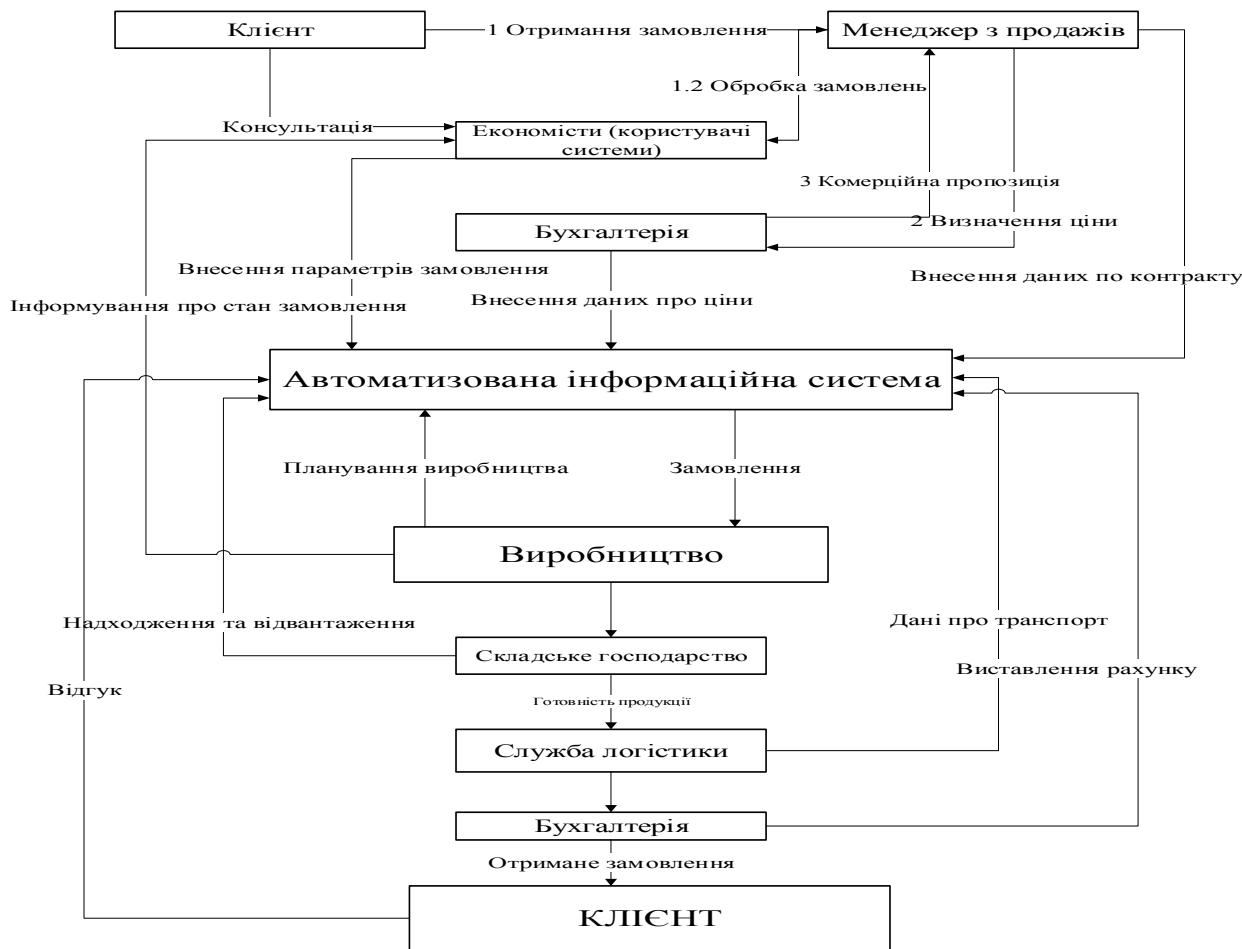 Клієнт
1 Отримання замовлення
Менеджер з продажів
1.2 Обробка замовлень
Консультація
Економісти (користувачі
системи)
3 Комерційна пропозиція
Бухгалтерія
2 Визначення ціни
Внесення параметрів замовлення
Внесення даних по контракту
Інформування про стан замовлення
Внесення даних про ціни
Автоматизована інформаційна система
Планування виробництва
Замовлення
Виробництво
Надходження та відвантаження
Дані про транспорт
Складське господарство
Виставлення рахунку
Відгук
Готовність продукції
Служба логістики
Бухгалтерія
Отримане замовлення
КЛІЄНТ